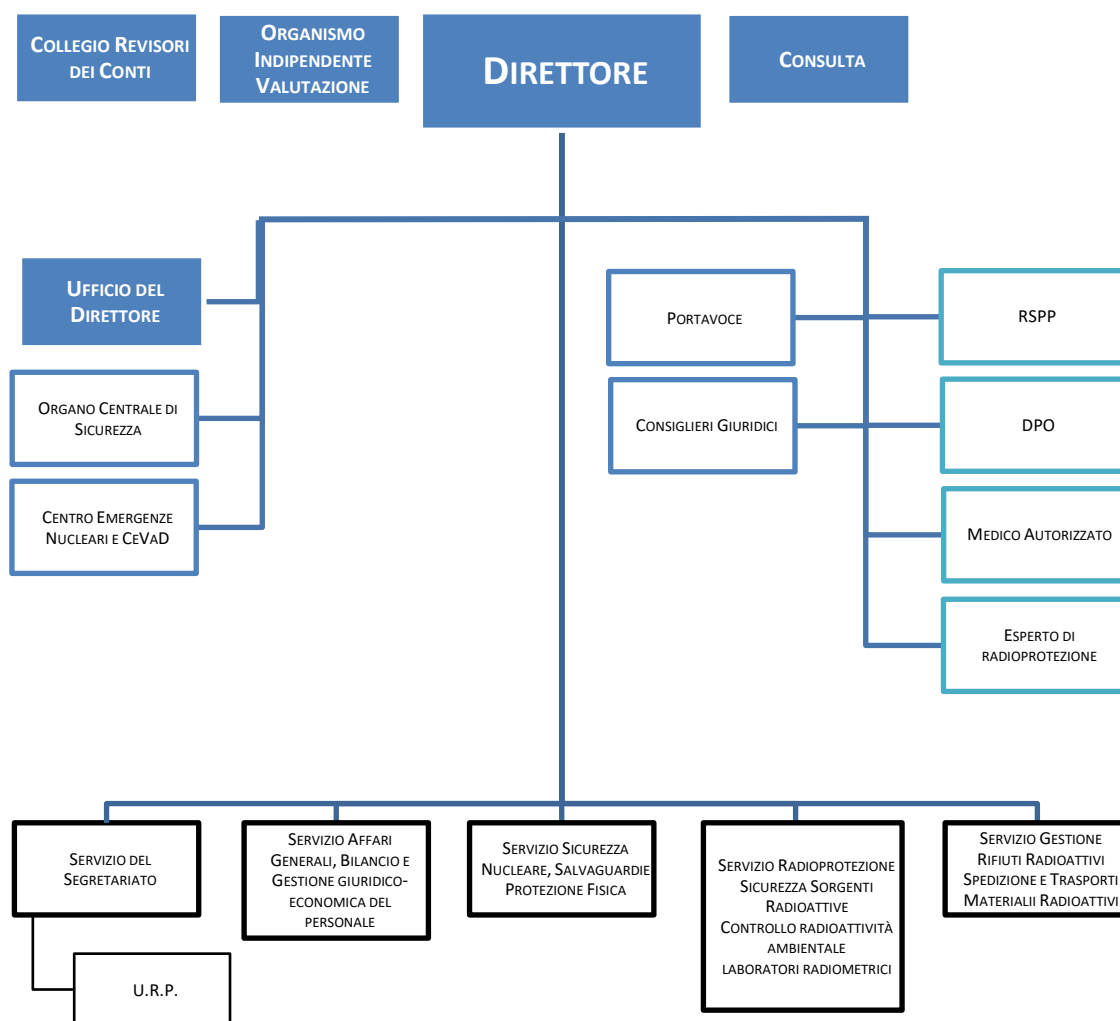 COLLEGIO REVISORI
DEI CONTI
ORGANISMO
INDIPENDENTE
VALUTAZIONE
DIRETTORE
CONSULTA
UFFICIO DEL
DIRETTORE
ORGANO CENTRALE DI
SICUREZZA
CENTRO EMERGENZE
NUCLEARI E CEVAD
PORTAVOCE
CONSIGLIERI GIURIDICI
RSPP
DPO
MEDICO AUTORIZZATO
ESPERTO DI
RADIOPROTEZIONE
SERVIZIO DEL
SEGRETARIATO
U.R.P.
SERVIZIO AFFARI
GENERALI, BILANCIO E
GESTIONE GIURIDICO-
ECONOMICA DEL
PERSONALE
SERVIZIO SICUREZZA
NUCLEARE, SALVAGUARDIE
PROTEZIONE FISICA
SERVIZIO RADIOPROTEZIONE
SICUREZZA SORGENTI
RADIOATTIVE
CONTROLLO RADIOATTIVITÀ
AMBIENTALE
LABORATORI RADIOMETRICI
SERVIZIO GESTIONE
RIFIUTI RADIOATTIVI
SPEDIZIONE E TRASPORTI
MATERIALII RADIOATTIVI